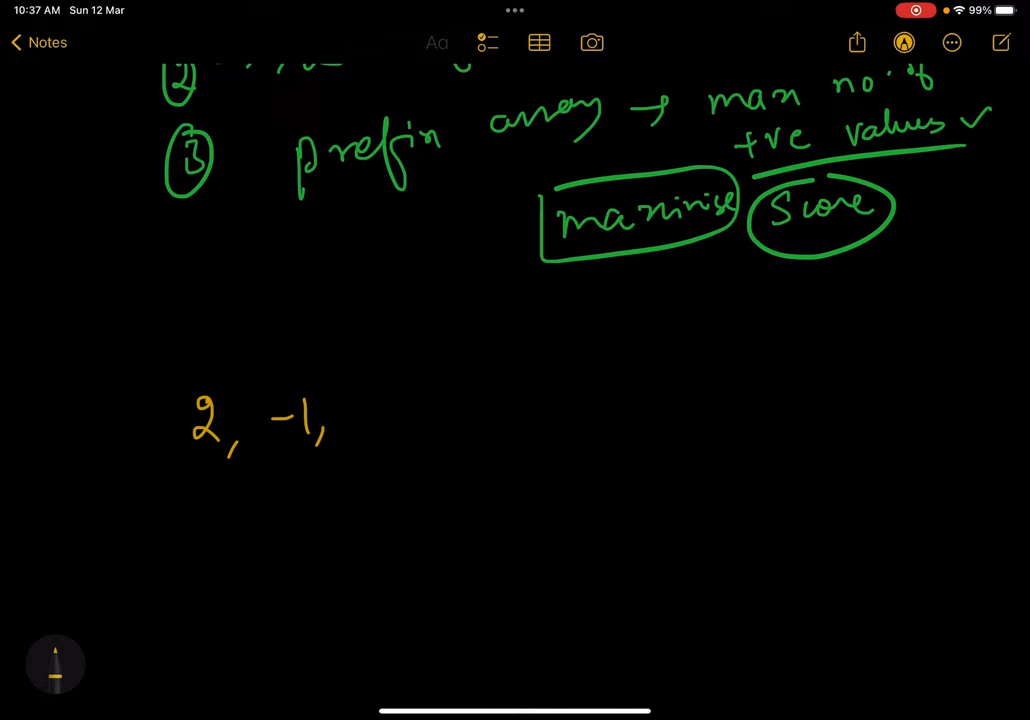 10:37 AM Sun 12 Mar
99%
Notes
Aa
2
3 prefix array → max no. of
+ve values ✓
maximise Score
2, -1,